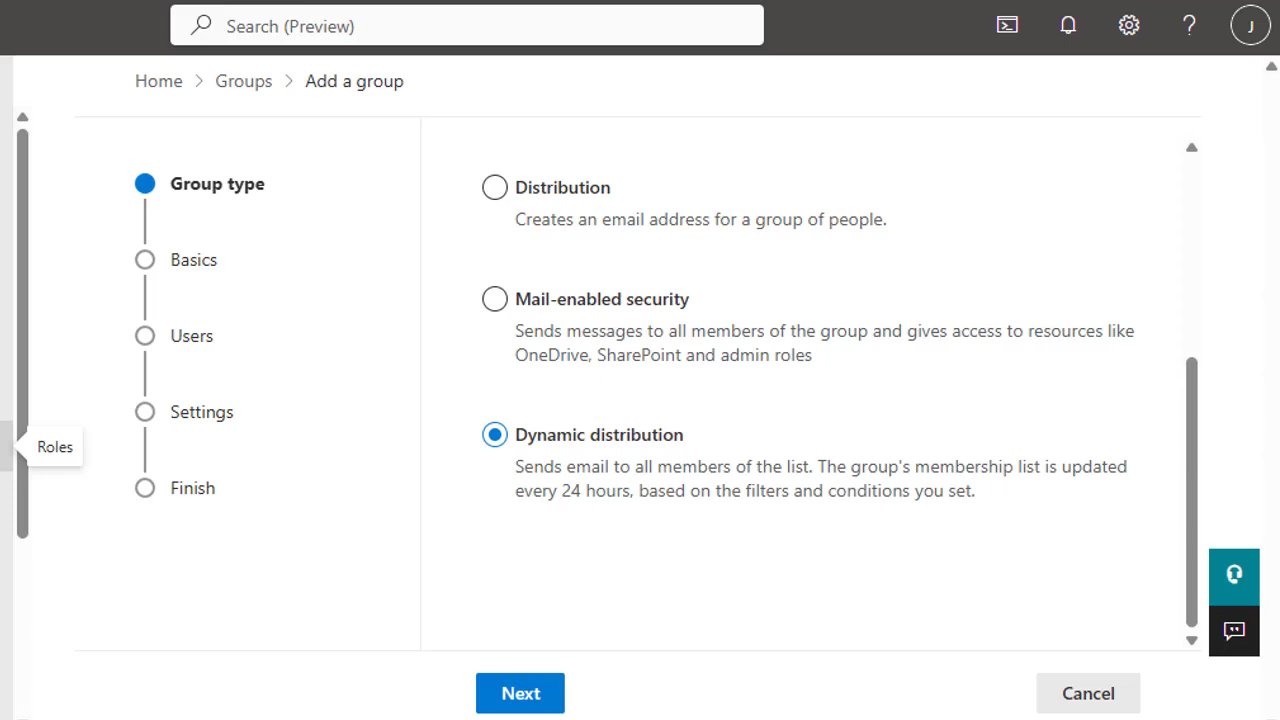 Search (Preview)
J
Home > Groups > Add a group
Group type
Basics
Users
Settings
Finish
Roles
Distribution
Creates an email address for a group of people.
Mail-enabled security
Sends messages to all members of the group and gives access to resources like
OneDrive, SharePoint and admin roles
Dynamic distribution
Sends email to all members of the list. The group's membership list is updated
every 24 hours, based on the filters and conditions you set.
Next
Cancel